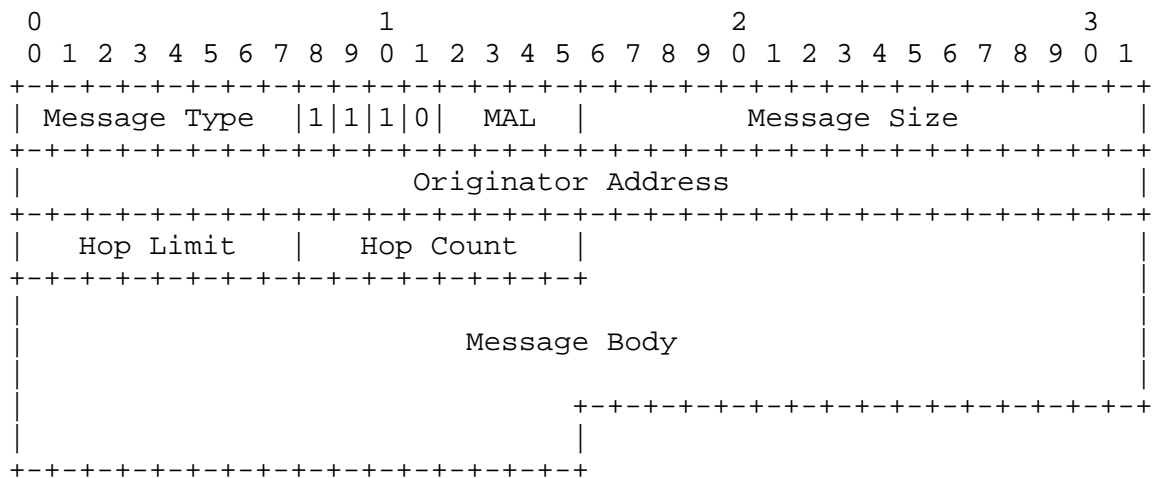 0                   1                   2                   3
 0 1 2 3 4 5 6 7 8 9 0 1 2 3 4 5 6 7 8 9 0 1 2 3 4 5 6 7 8 9 0 1
+-+-+-+-+-+-+-+-+-+-+-+-+-+-+-+-+-+-+-+-+-+-+-+-+-+-+-+-+-+-+-+-+
| Message Type  |1|1|1|0|  MAL  |         Message Size          |
+-+-+-+-+-+-+-+-+-+-+-+-+-+-+-+-+-+-+-+-+-+-+-+-+-+-+-+-+-+-+-+-+
|                      Originator Address                       |
+-+-+-+-+-+-+-+-+-+-+-+-+-+-+-+-+-+-+-+-+-+-+-+-+-+-+-+-+-+-+-+-+
|   Hop Limit   |   Hop Count   |                               |
+-+-+-+-+-+-+-+-+-+-+-+-+-+-+-+-+                               |
|                                                               |
|                         Message Body                          |
|                                                               |
|                               +-+-+-+-+-+-+-+-+-+-+-+-+-+-+-+-+
|                               |
+-+-+-+-+-+-+-+-+-+-+-+-+-+-+-+-+